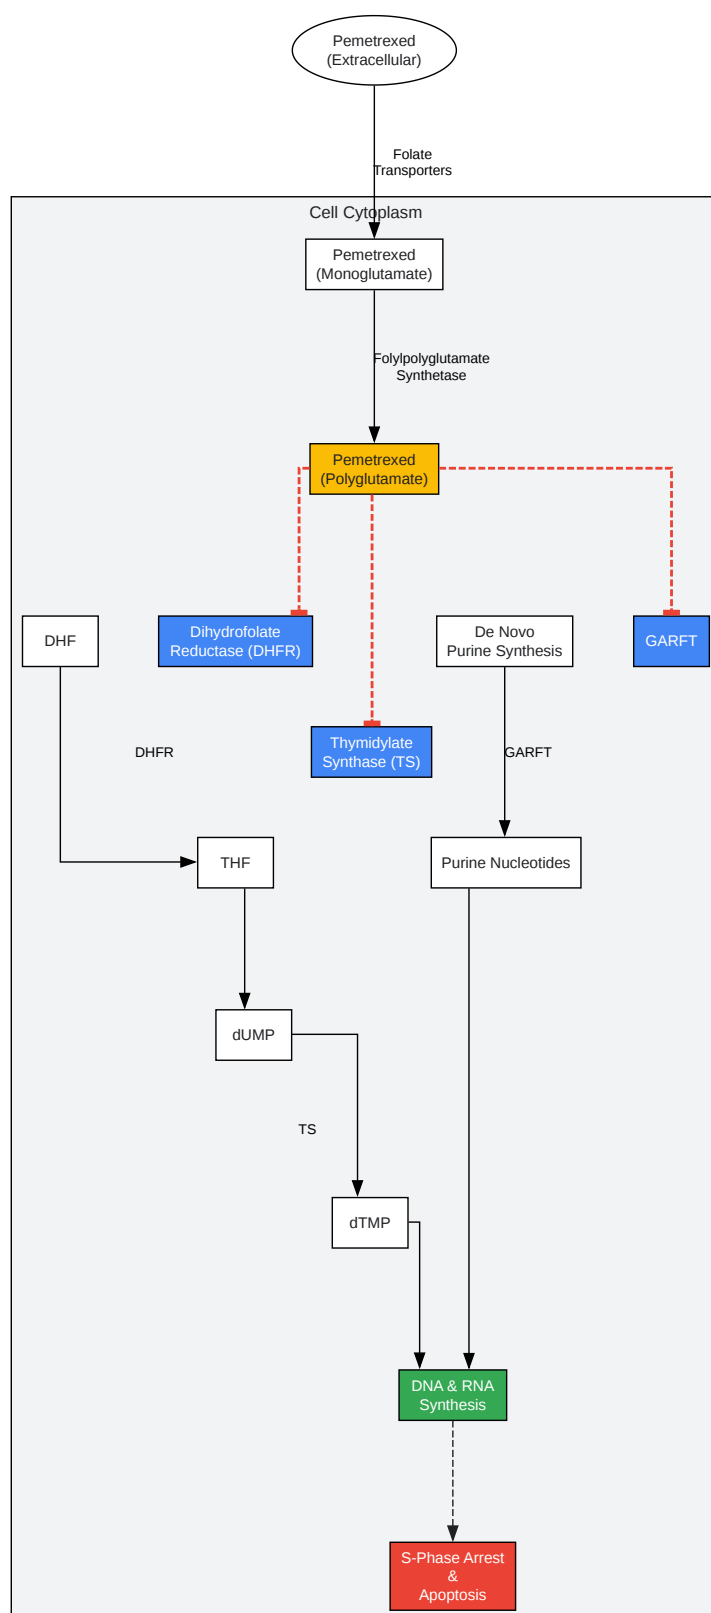 Pemetrexed
(Extracellular)
Folate
Transporters
Cell Cytoplasm
Pemetrexed
(Monoglutamate)
Folylpolyglutamate
Synthetase
Pemetrexed
(Polyglutamate)
DHF
Dihydrofolate
Reductase (DHFR)
De Novo
Purine Synthesis
GARFT
DHFR
Thymidylate
Synthase (TS)
GARFT
THF
Purine Nucleotides
dUMP
TS
dTMP
DNA & RNA
Synthesis
S-Phase Arrest
&
Apoptosis